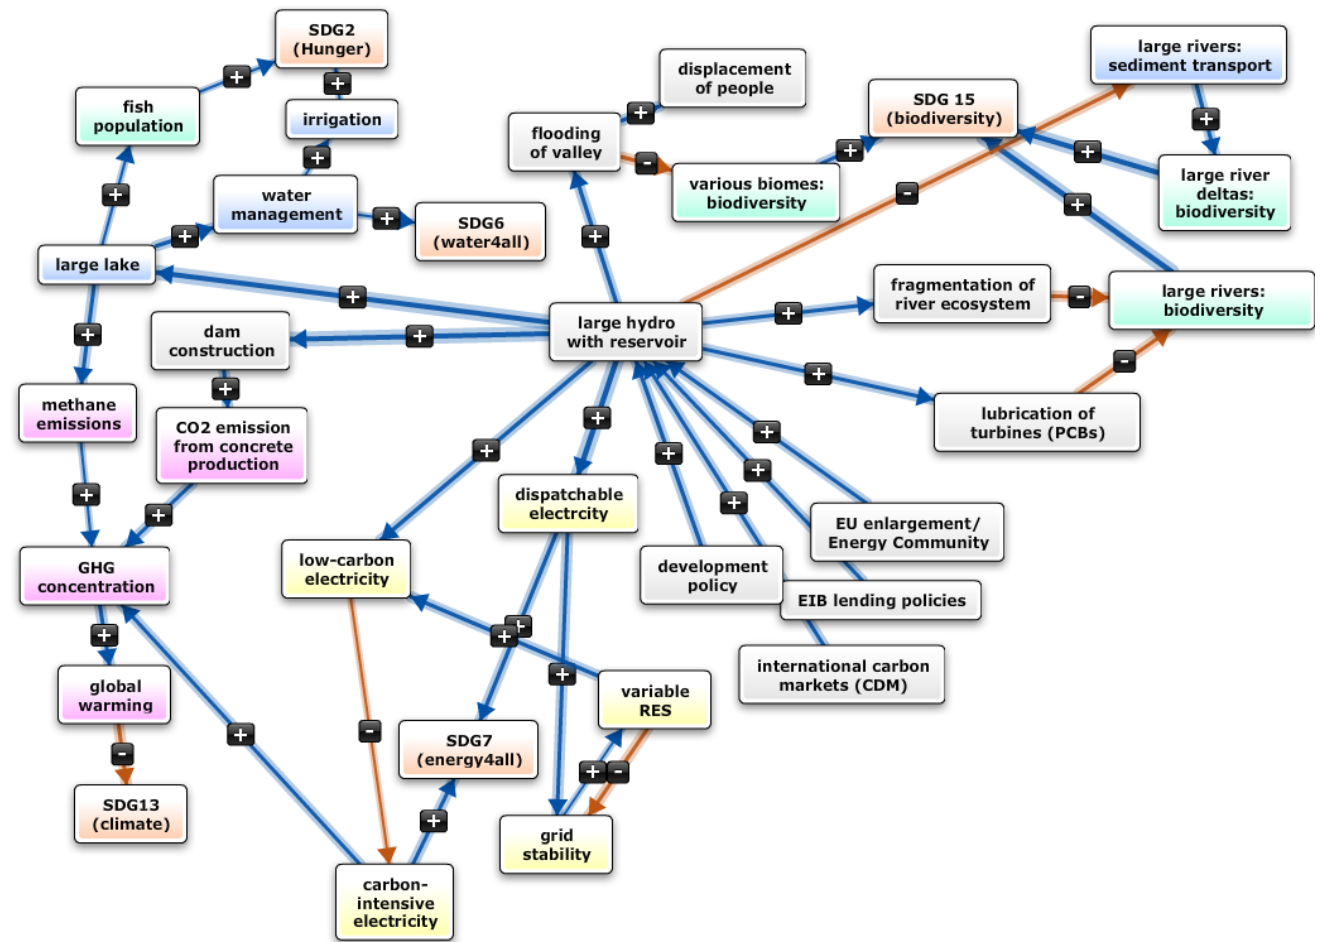 SDG2
(Hunger)
large rivers:
sediment transport
displacement
of people
fish
population
irrigation
SDG 15
(biodiversity)
flooding
of valley
various biomes:
biodiversity
large river
deltas:
biodiversity
water
management
SDG6
(water4all)
large lake
fragmentation of
river ecosystem
large rivers:
biodiversity
large hydro
with reservoir
dam
construction
methane
emissions
CO2 emission
from concrete
production
lubrication of
turbines (PCBs)
dispatchable
electrcity
EU enlargement/
Energy Community
low-carbon
electricity
development
policy
EIB lending policies
GHG
concentration
international carbon
markets (CDM)
global
warming
variable
RES
SDG7
(energy4all)
SDG13
(climate)
grid
stability
carbon-
intensive
electricity